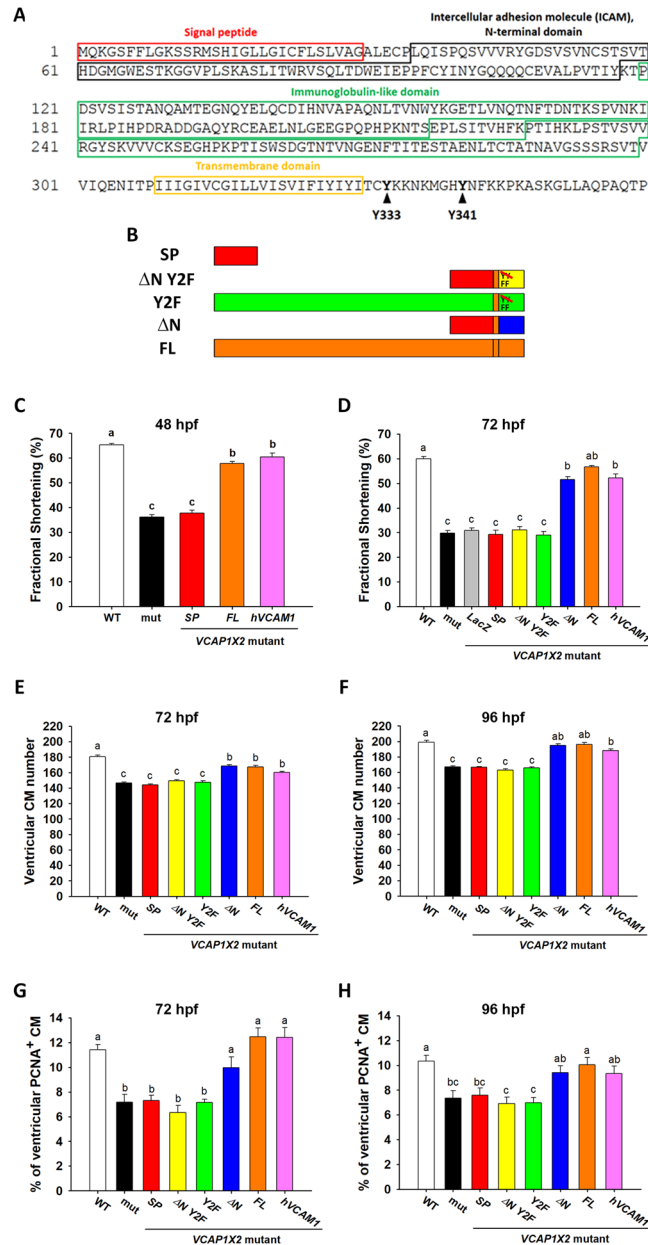 A
Signal peptide
Intercellular adhesion molecule (ICAM),
N-terminal domain
1 MQKGSFFLGKSSRMSHIGLLGICFLSLVAGALECPLQISPQSVVVRYGDSVSVNCSTSVT
61 HDGMGWESTKGGVPLSKASLITWRVSQLTDWEIEPPFCYINYGQQQQCEVALPVTIYKTP
Immunoglobulin-like domain
121 DSVSISTANQAMTEGNQYELQCDIHNVAPAQNLTVNWYKGETLVNQTNFTDNTKSPVNKI
181 IRLPIHPDRADDGAQYRCEAELNLGEEGPQPHPKNTSEPLSITVHFKPTIHKLPSTVSVV
241 RGYSKVVVCKSEGHPKPTISWSDGTNTVNGENFTITESTAENLTCTATNAVGSSSRSVTV
Transmembrane domain
301 VIQENITPIIIGIVCGILLVISVIFIYIYITCYKKKNKMGHYNFKKPKASKGLLAQPAQTP
Y333 Y341
B
SP
ΔN Y2F
YY
FF
Y2F
YY
FF
ΔN
FL
C
48 hpf
Fractional Shortening (%)
70
60
50
40
30
20
10
0
a
c
c
b
b
WT mut SP FL hVCAM1
VCAP1X2 mutant
D
72 hpf
Fractional Shortening (%)
70
60
50
40
30
20
10
0
a
c
c
c
c
c
b
ab
b
WT mut LacZ SP ΔN Y2F Y2F ΔN FL hVCAM1
VCAP1X2 mutant
E
72 hpf
Ventricular CM number
220
200
180
160
140
120
100
80
60
40
20
0
a
c
c
c
c
b
b
b
WT mut SP ΔN Y2F Y2F ΔN FL hVCAM1
VCAP1X2 mutant
F
96 hpf
Ventricular CM number
220
200
180
160
140
120
100
80
60
40
20
0
a
c
c
c
c
ab
ab
b
WT mut SP ΔN Y2F Y2F ΔN FL hVCAM1
VCAP1X2 mutant
G
72 hpf
% of ventricular PCNA+ CM
14
12
10
8
6
4
2
0
a
b
b
b
b
a
a
a
WT mut SP ΔN Y2F Y2F ΔN FL hVCAM1
VCAP1X2 mutant
H
96 hpf
% of ventricular PCNA+ CM
14
12
10
8
6
4
2
0
a
bc
bc
c
c
ab
a
ab
WT mut SP ΔN Y2F Y2F ΔN FL hVCAM1
VCAP1X2 mutant